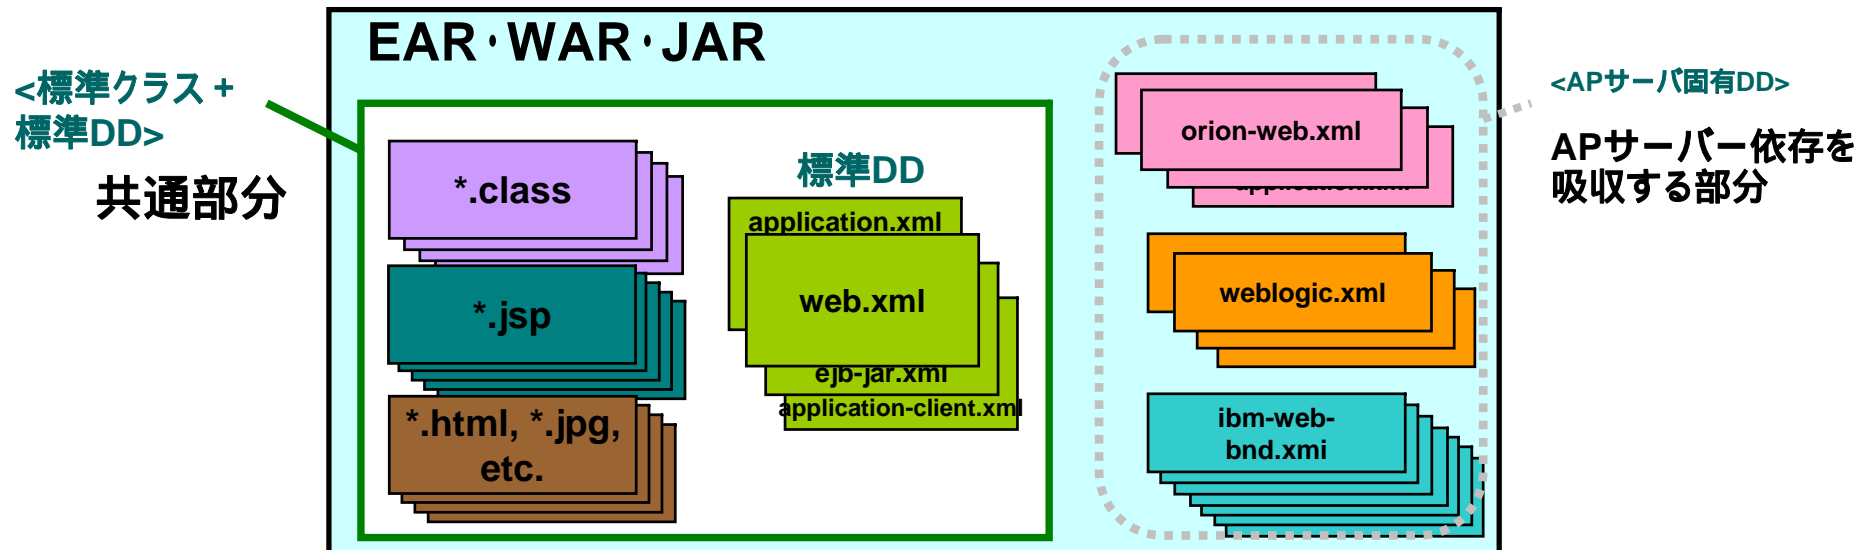 EAR・WAR・JAR
<標準クラス +
標準DD>
共通部分
*.class
*.jsp
*.html, *.jpg,
etc.
標準DD
application.xml
web.xml
ejb-jar.xml
application-client.xml
orion-web.xml
weblogic.xml
ibm-web-
bnd.xmi
<APサーバ固有DD>
APサーバー依存を
吸収する部分